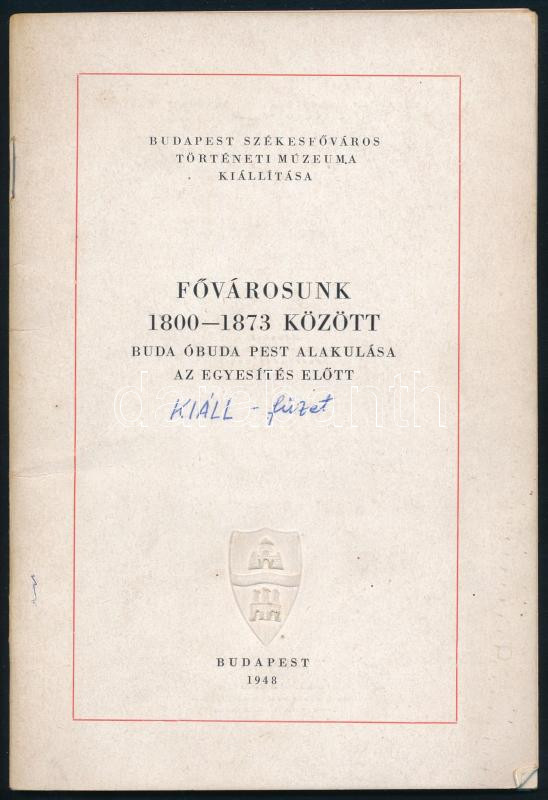 BUDAPEST SZÉKESFŐVÁROS
TÖRTÉNETI MÚZEUMA
KIÁLLÍTÁSA
FŐVÁROSUNK
1800—1873 KÖZÖTT
BUDA ÓBUDA PEST ALAKULÁSA
AZ EGYESÍTÉS ELŐTT
KIÁLL - füzet
BUDAPEST
1948